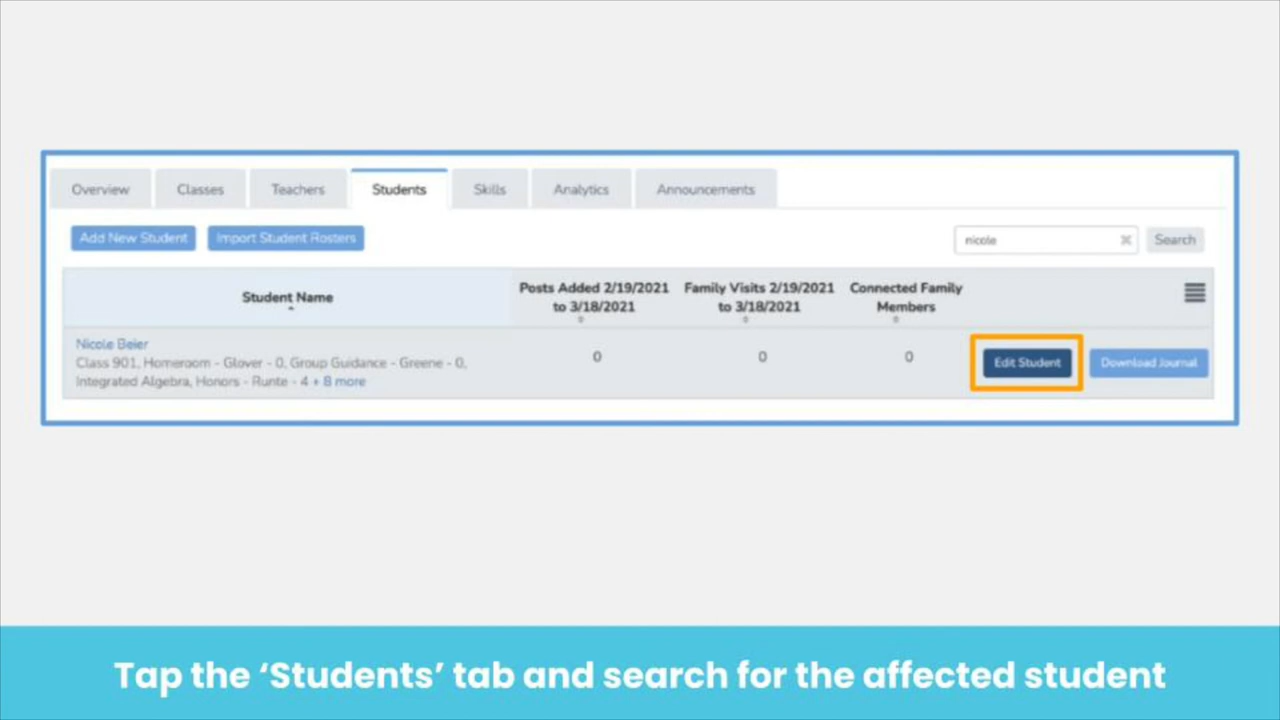 Overview Classes Teachers Students Skills Analytics Announcements
Add New Student Import Student Rosters nicole Search
Student Name
Posts Added 2/19/2021
to 3/18/2021
Family Visits 2/19/2021
to 3/18/2021
Connected Family
Members
Nicole Beier
Class 901, Homeroom - Glover - 0, Group Guidance - Greene - 0,
Integrated Algebra, Honors - Runte - 4 + 8 more
0 0 0 Edit Student Download Journal
Tap the ‘Students’ tab and search for the affected student